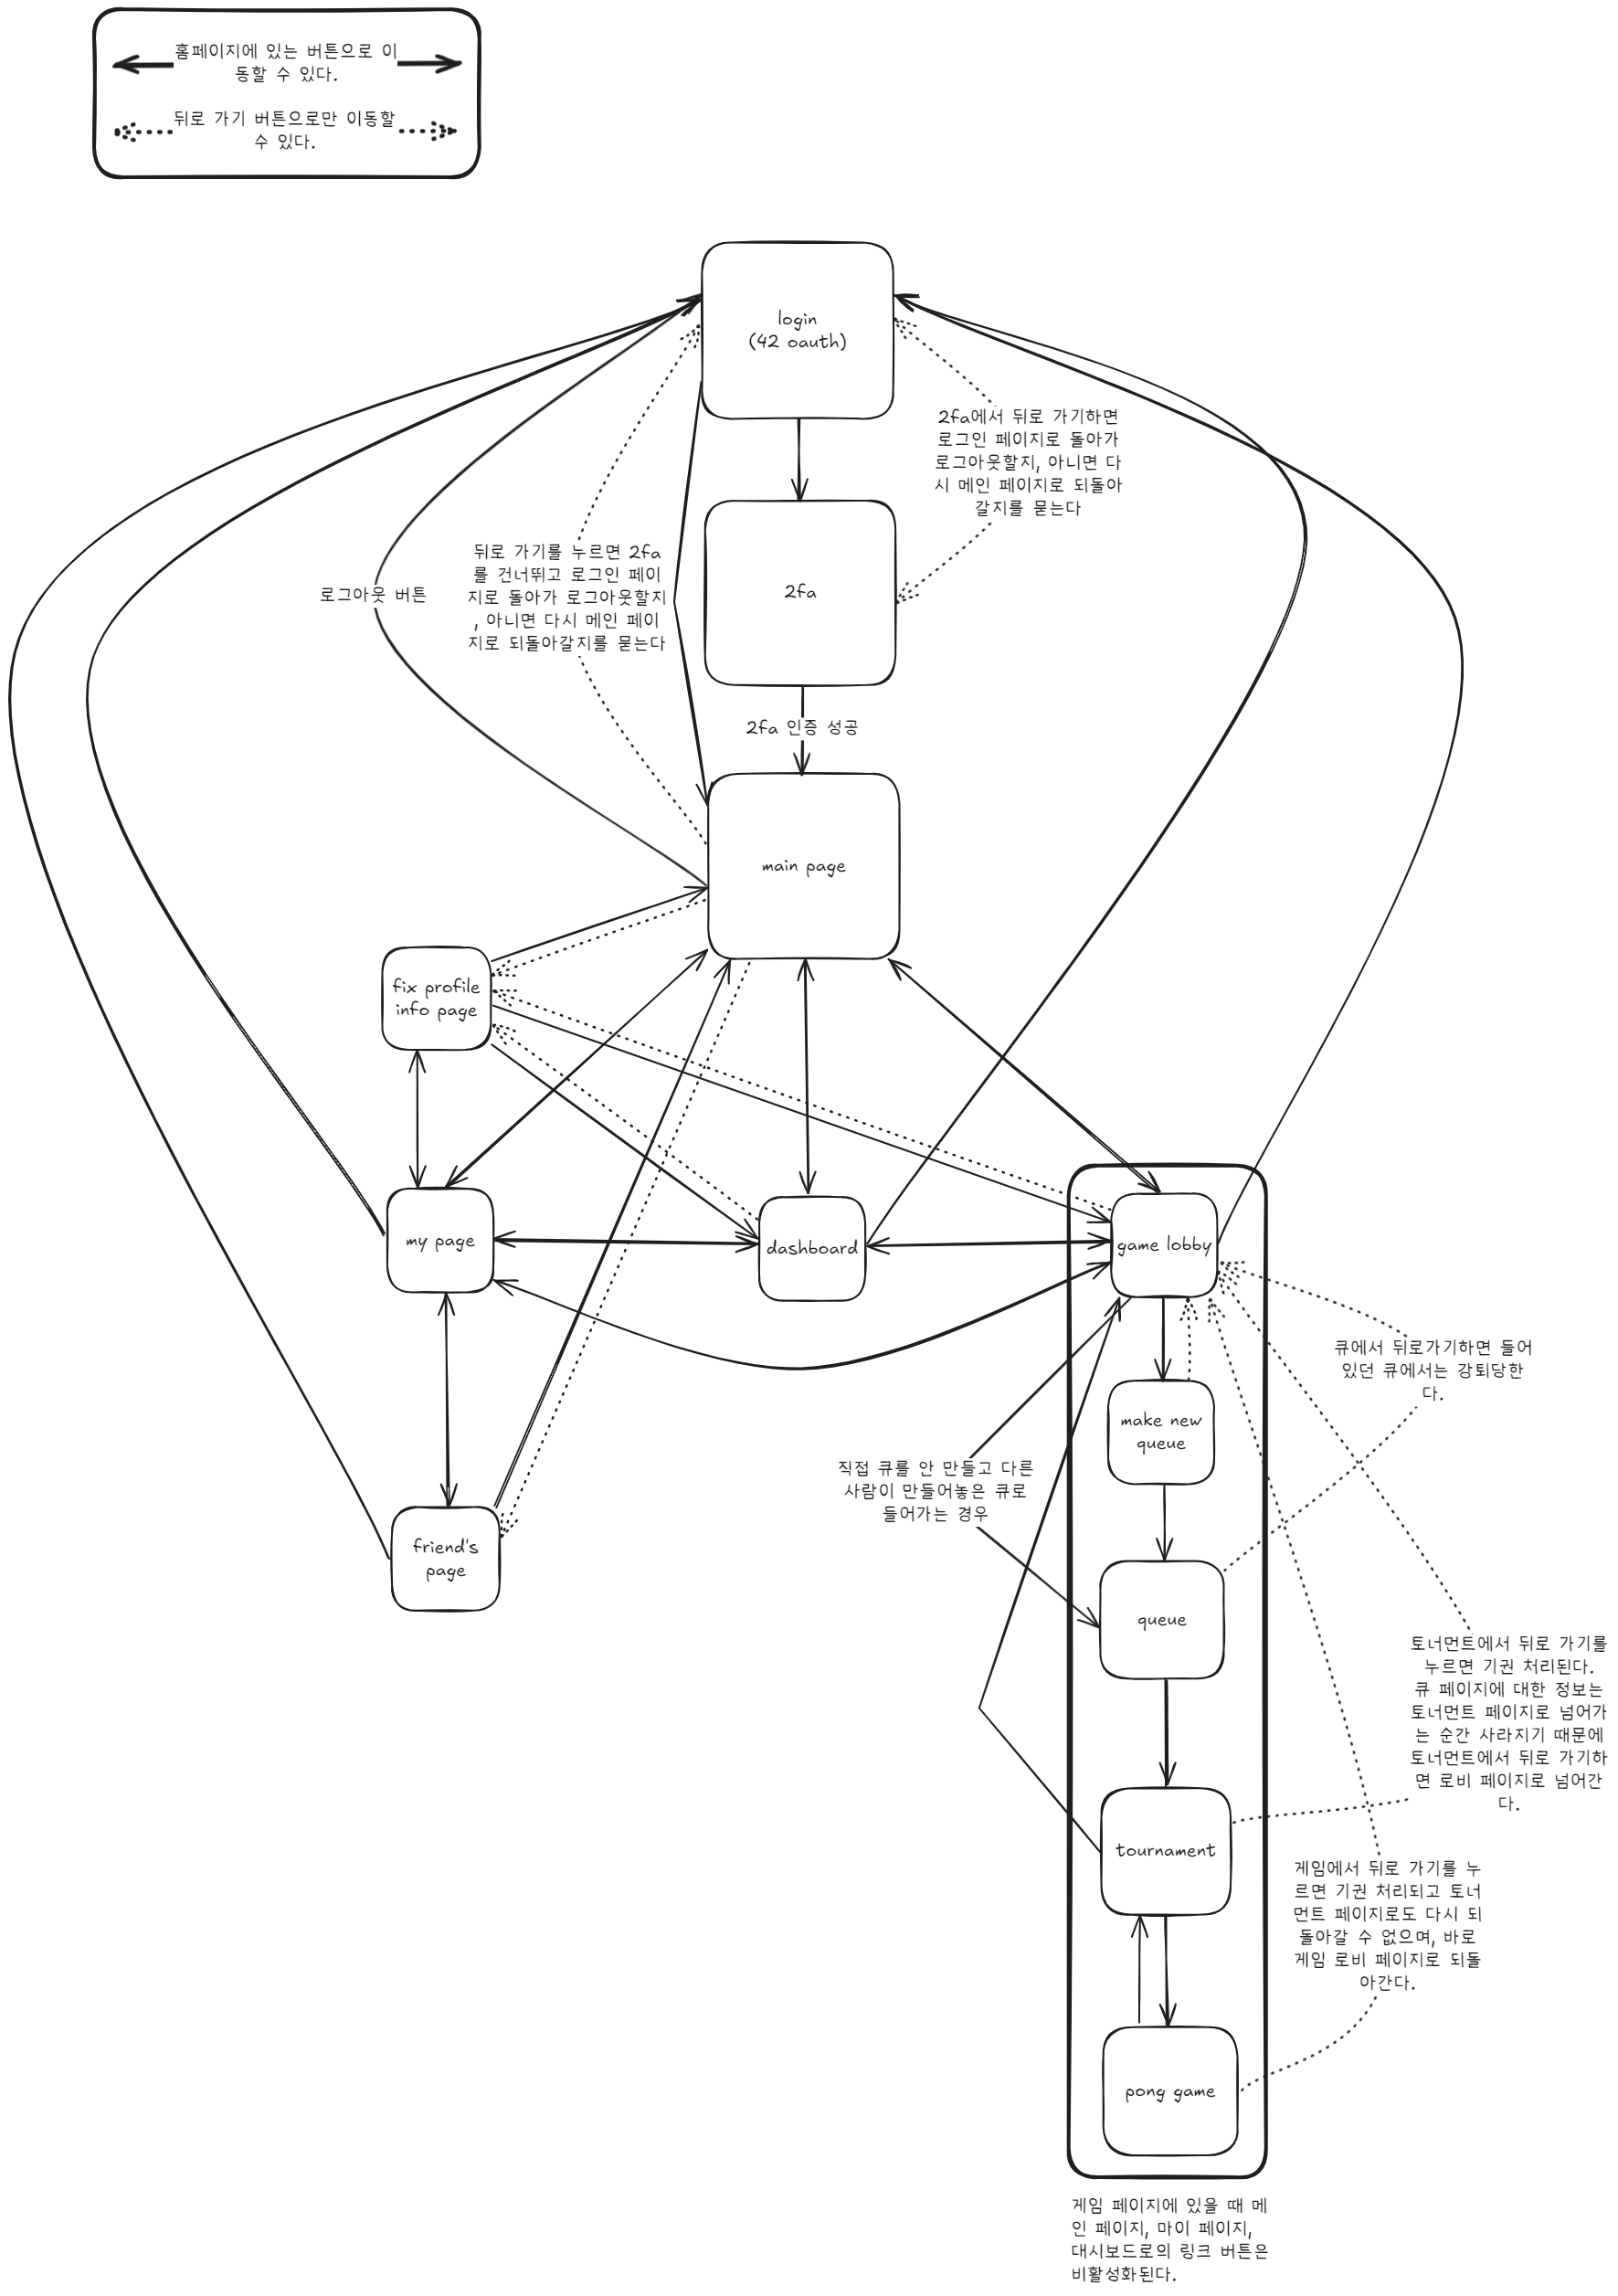 홈페이지에 있는 버튼으로 이
동할 수 있다.
뒤로 가기 버튼으로만 이동할
수 있다.
login
(42 oauth)
2fa에서 뒤로 가기하면
로그인 페이지로 돌아가
로그아웃할지, 아니면 다
시 메인 페이지로 되돌아
갈지를 묻는다
뒤로 가기를 누르면 2fa
를 건너뛰고 로그인 페이
지로 돌아가 로그아웃할지
, 아니면 다시 메인 페이
지로 되돌아갈지를 묻는다
로그아웃 버튼
2fa
2fa 인증 성공
main page
fix profile
info page
my page
dashboard
game lobby
큐에서 뒤로가기하면 들어
있던 큐에서는 강퇴당한
다.
make new
queue
직접 큐를 안 만들고 다른
사람이 만들어놓은 큐로
들어가는 경우
friend's
page
queue
토너먼트에서 뒤로 가기를
누르면 기권 처리된다.
큐 페이지에 대한 정보는
토너먼트 페이지로 넘어가
는 순간 사라지기 때문에
토너먼트에서 뒤로 가기하
면 로비 페이지로 넘어간
다.
tournament
게임에서 뒤로 가기를 누
르면 기권 처리되고 토너
먼트 페이지로도 다시 되
돌아갈 수 없으며, 바로
게임 로비 페이지로 되돌
아간다.
pong game
게임 페이지에 있을 때 메
인 페이지, 마이 페이지,
대시보드로의 링크 버튼은
비활성화된다.